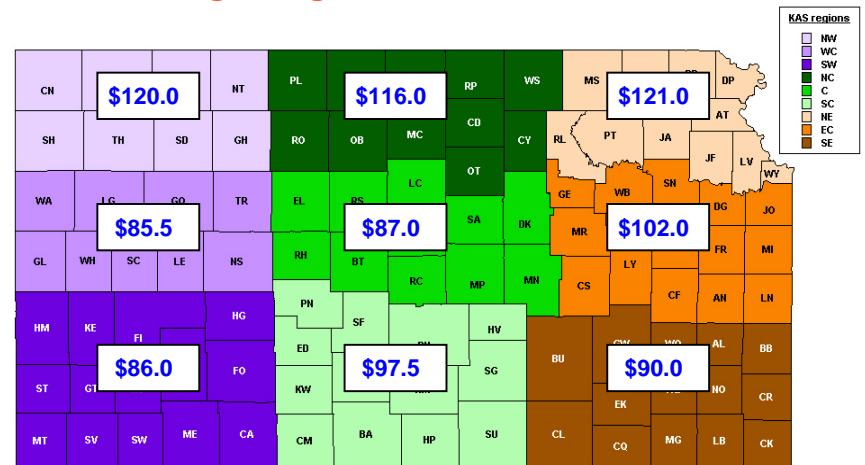 KAS regions
NW
WC
SW
NC
C
SC
NE
EC
SE
CN NT PL RP WS MS DP
$120.0 $116.0 $121.0
SH TH SD GH RO OB MC CD CY RL PT JA AT
OT JF LV WY
WA TR EL LC GE WB SN DG JO
$85.5 $87.0 $102.0
SA DK MR
GL WH SC LE NS RH BT RC MP MN CS LY FR MI
CF AN LN
HM KE HG PN SF HV
FI ED BU AL BB
$86.0 $97.5 $90.0
ST GT FO KW SG EK NO CR
MT SV SW ME CA CM BA HP SU CL CQ MG LB CK